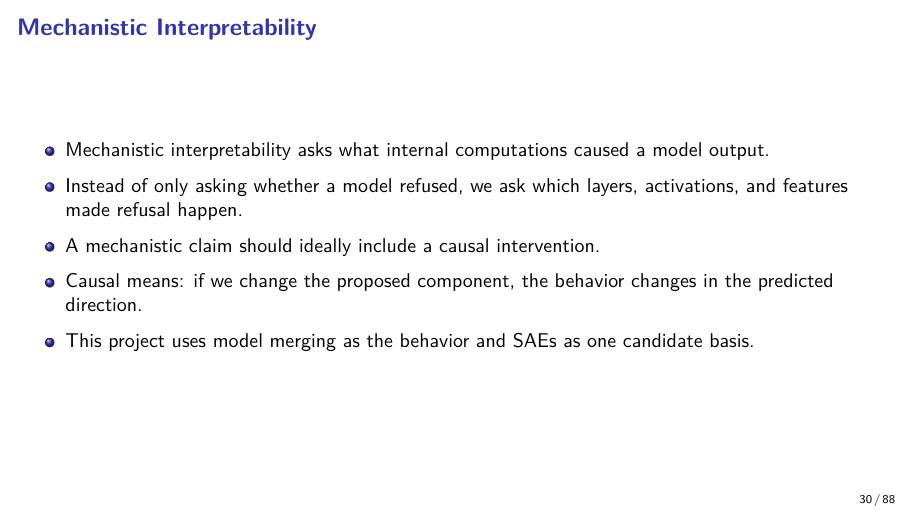 Mechanistic Interpretability
Mechanistic interpretability asks what internal computations caused a model output.
Instead of only asking whether a model refused, we ask which layers, activations, and features
made refusal happen.
A mechanistic claim should ideally include a causal intervention.
Causal means: if we change the proposed component, the behavior changes in the predicted
direction.
This project uses model merging as the behavior and SAEs as one candidate basis.
30 / 88